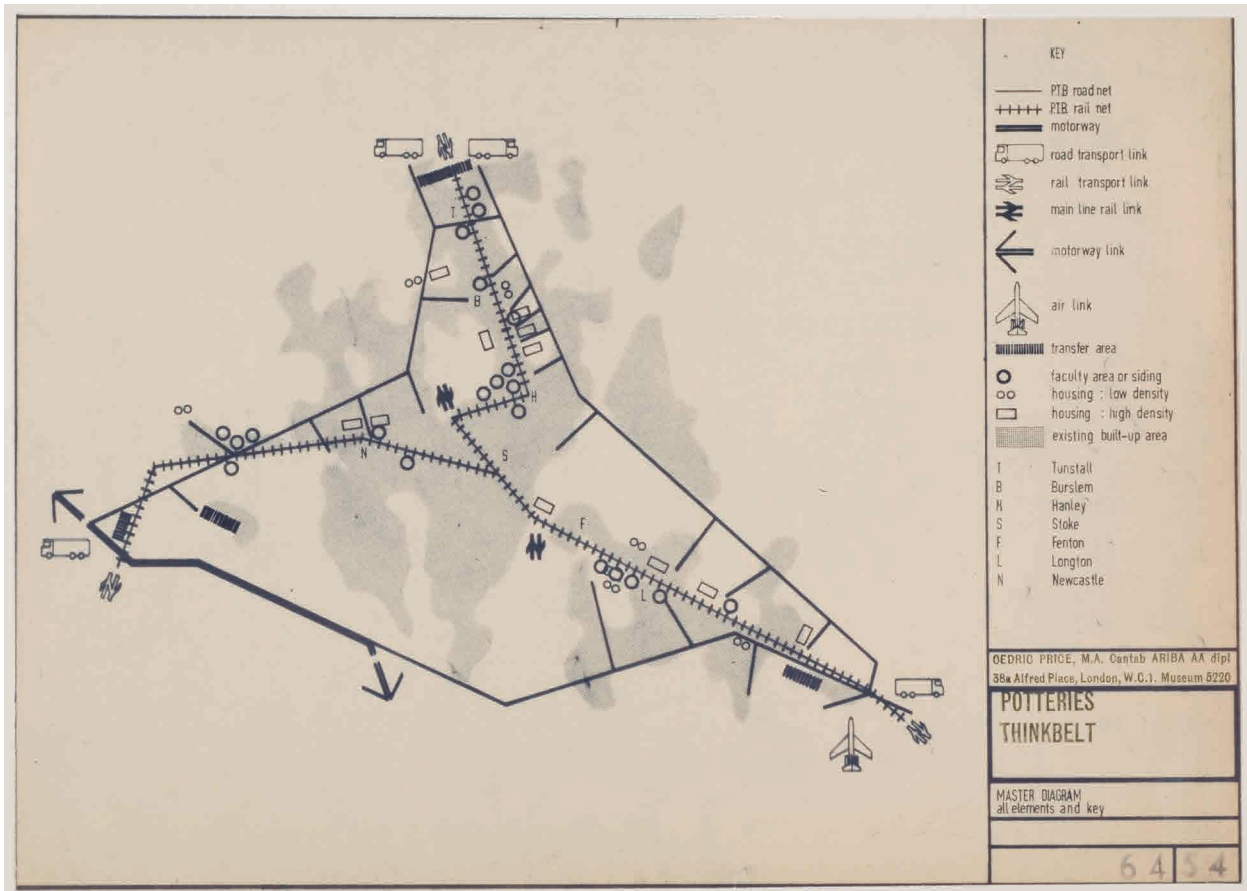 T
B
H
N
S
F
L
KEY
P.T.B road net
P.T.B. rail net
motorway
road transport link
rail transport link
main line rail link
motorway link
air link
transfer area
faculty area or siding
housing : low density
housing : high density
existing built-up area
T Tunstall
B Burslem
H Hanley
S Stoke
F Fenton
L Longton
N Newcastle
CEDRIC PRICE, M.A. Cantab ARIBA AA dipl
38a Alfred Place, London, W.C.1. Museum 5220
POTTERIES
THINKBELT
MASTER DIAGRAM
all elements and key
64 54